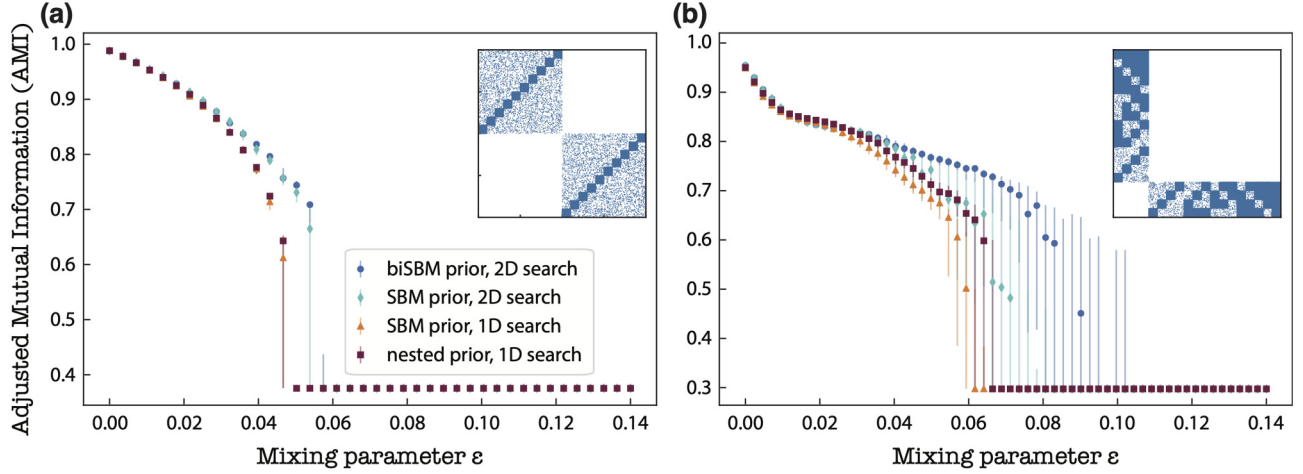 (a)
(b)
Adjusted Mutual Information (AMI)
1.0
0.9
0.8
0.7
0.6
0.5
0.4
biSBM prior, 2D search
SBM prior, 2D search
SBM prior, 1D search
nested prior, 1D search
0.00 0.02 0.04 0.06 0.08 0.10 0.12 0.14
Mixing parameter ε
1.0
0.9
0.8
0.7
0.6
0.5
0.4
0.3
0.00 0.02 0.04 0.06 0.08 0.10 0.12 0.14
Mixing parameter ε